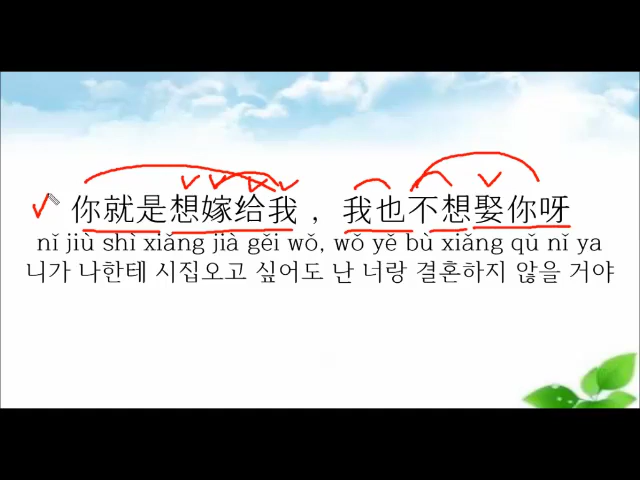 你就是想嫁给我，我也不想娶你呀
nǐ jiù shì xiǎng jià gěi wǒ, wǒ yě bù xiǎng qǔ nǐ ya
니가 나한테 시집오고 싶어도 난 너랑 결혼하지 않을 거야